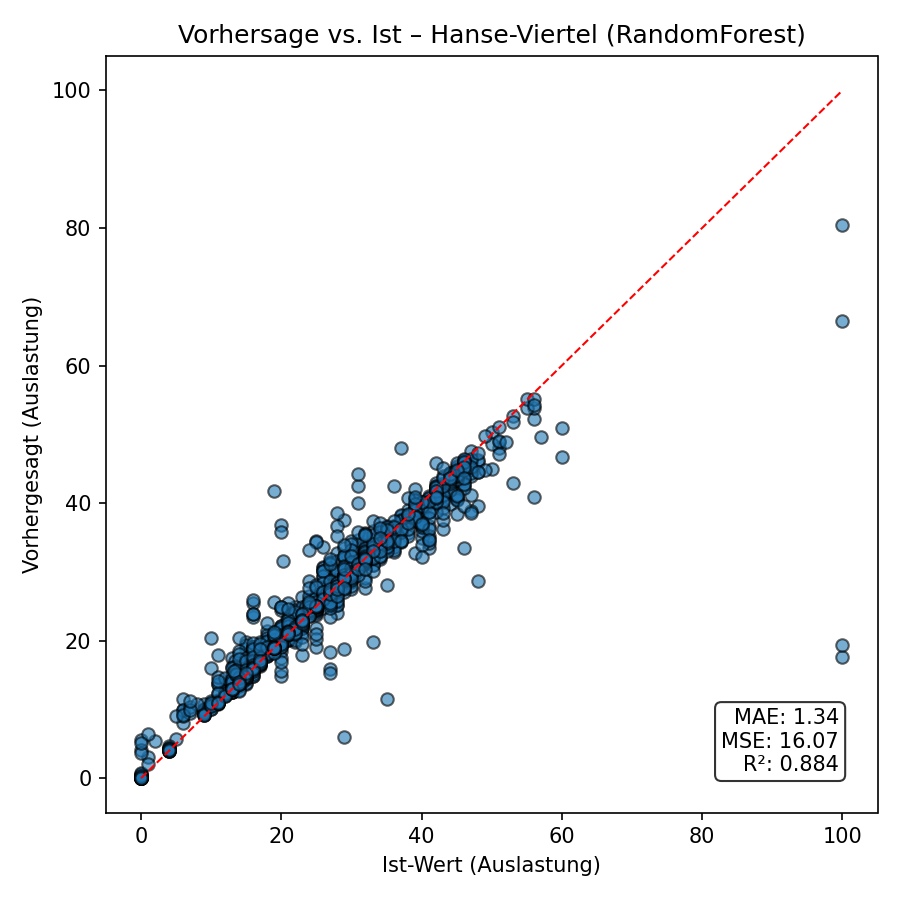 Vorhersage vs. Ist – Hanse-Viertel (RandomForest)
100
80
60
40
20
0
Vorhergesagt (Auslastung)
MAE: 1.34
MSE: 16.07
R²: 0.884
0 20 40 60 80 100
Ist-Wert (Auslastung)